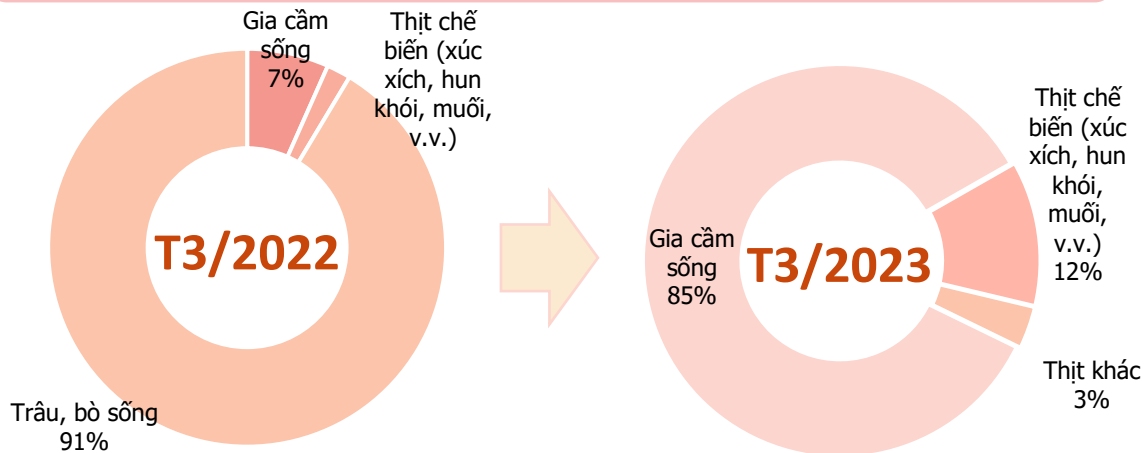 Gia cầm
sống
7%
Thịt chế
biến (xúc
xích, hun
khói, muối,
v.v.)
T3/2022
Trâu, bò sống
91%
Thịt chế
biến (xúc
xích, hun
khói,
muối,
v.v.)
12%
Gia cầm
sống
85%
T3/2023
Thịt khác
3%